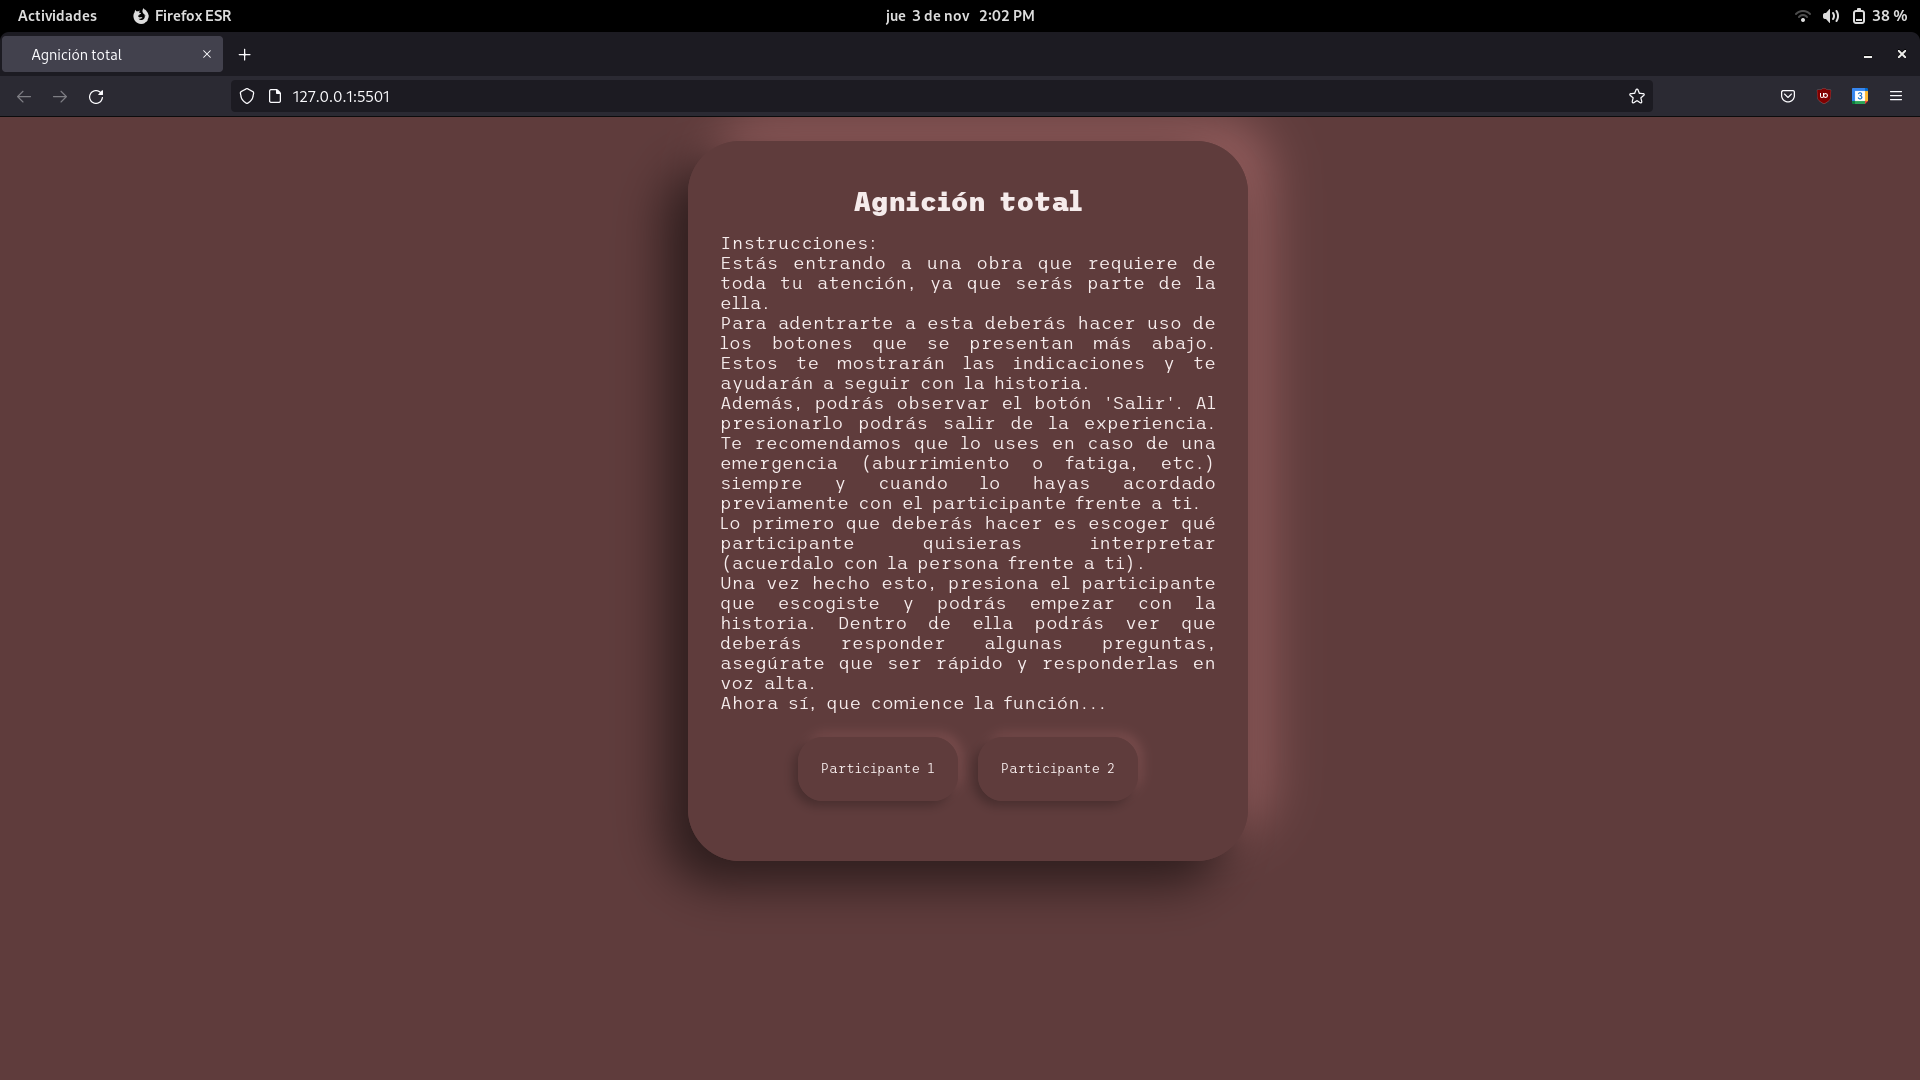 Actividades Firefox ESR jue 3 de nov 2:02 PM 38 %
Agnición total
127.0.0.1:5501
Agnición total
Instrucciones:
Estás entrando a una obra que requiere de
toda tu atención, ya que serás parte de la
ella.
Para adentrarte a esta deberás hacer uso de
los botones que se presentan más abajo.
Estos te mostrarán las indicaciones y te
ayudarán a seguir con la historia.
Además, podrás observar el botón 'Salir'. Al
presionarlo podrás salir de la experiencia.
Te recomendamos que lo uses en caso de una
emergencia (aburrimiento o fatiga, etc.)
siempre y cuando lo hayas acordado
previamente con el participante frente a ti.
Lo primero que deberás hacer es escoger qué
participante quisieras interpretar
(acuerdalo con la persona frente a ti).
Una vez hecho esto, presiona el participante
que escogiste y podrás empezar con la
historia. Dentro de ella podrás ver que
deberás responder algunas preguntas,
asegúrate que ser rápido y responderlas en
voz alta.
Ahora sí, que comience la función...
Participante 1 Participante 2